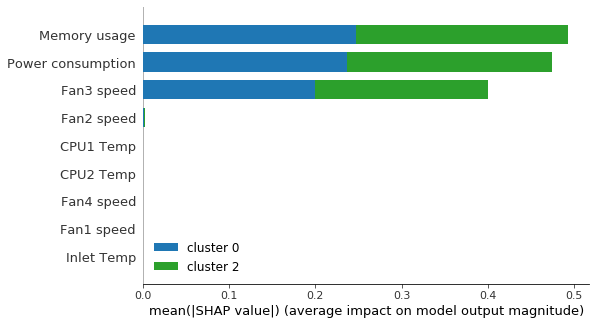 Memory usage
Power consumption
Fan3 speed
Fan2 speed
CPU1 Temp
CPU2 Temp
Fan4 speed
Fan1 speed
Inlet Temp
cluster 0
cluster 2
0.0 0.1 0.2 0.3 0.4 0.5
mean(|SHAP value|) (average impact on model output magnitude)